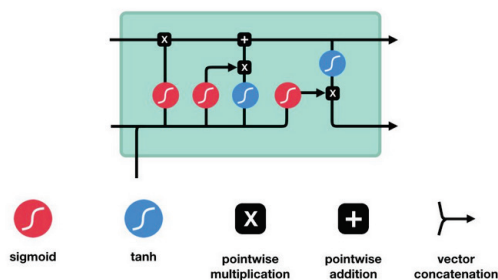 X
+
X
X
X
+
sigmoid
tanh
pointwise
multiplication
pointwise
addition
vector
concatenation